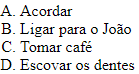 A. Acordar
B. Ligar para o João
C. Tomar café
D. Escovar os dentes